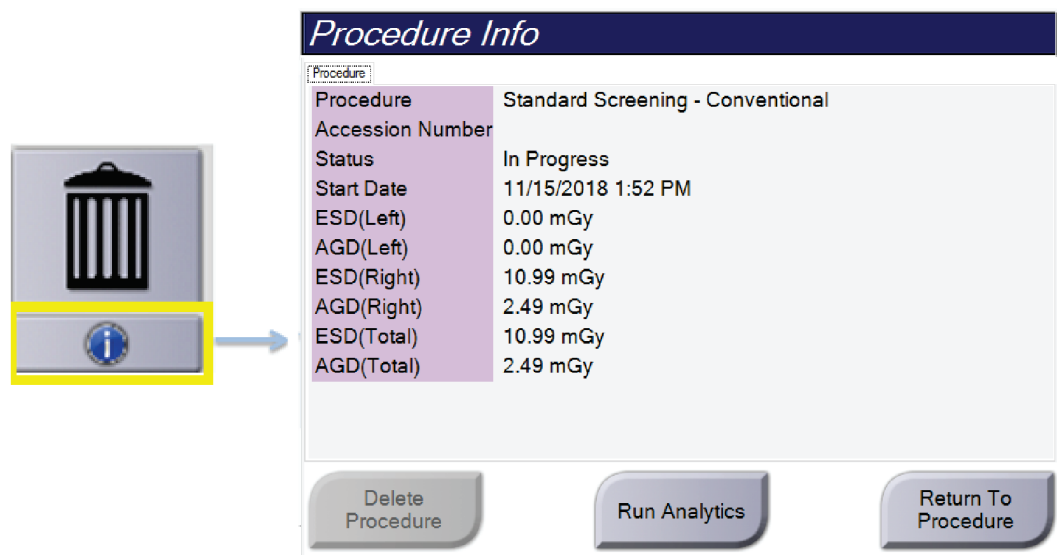 Procedure Info
Procedure
Procedure Standard Screening - Conventional
Accession Number
Status In Progress
Start Date 11/15/2018 1:52 PM
ESD(Left) 0.00 mGy
AGD(Left) 0.00 mGy
ESD(Right) 10.99 mGy
AGD(Right) 2.49 mGy
ESD(Total) 10.99 mGy
AGD(Total) 2.49 mGy
i
Delete
Procedure
Run Analytics
Return To
Procedure